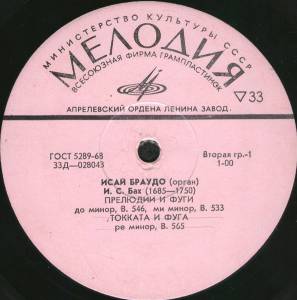 МИНИСТЕРСТВО КУЛЬТУРЫ СССР
МЕЛОДИЯ
ВСЕСОЮЗНАЯ ФИРМА ГРАМПЛАСТИНОК
АПРЕЛЕВСКИЙ ОРДЕНА ЛЕНИНА ЗАВОД
▽33
ГОСТ 5289-68
33Д—028043
Вторая гр.-1
1-00
ИСАЙ БРАУДО (орган)
И. С. Бах (1685—1750)
ПРЕЛЮДИИ И ФУГИ
до минор, В. 546, ми минор, В. 533
ТОККАТА И ФУГА
ре минор, В. 565